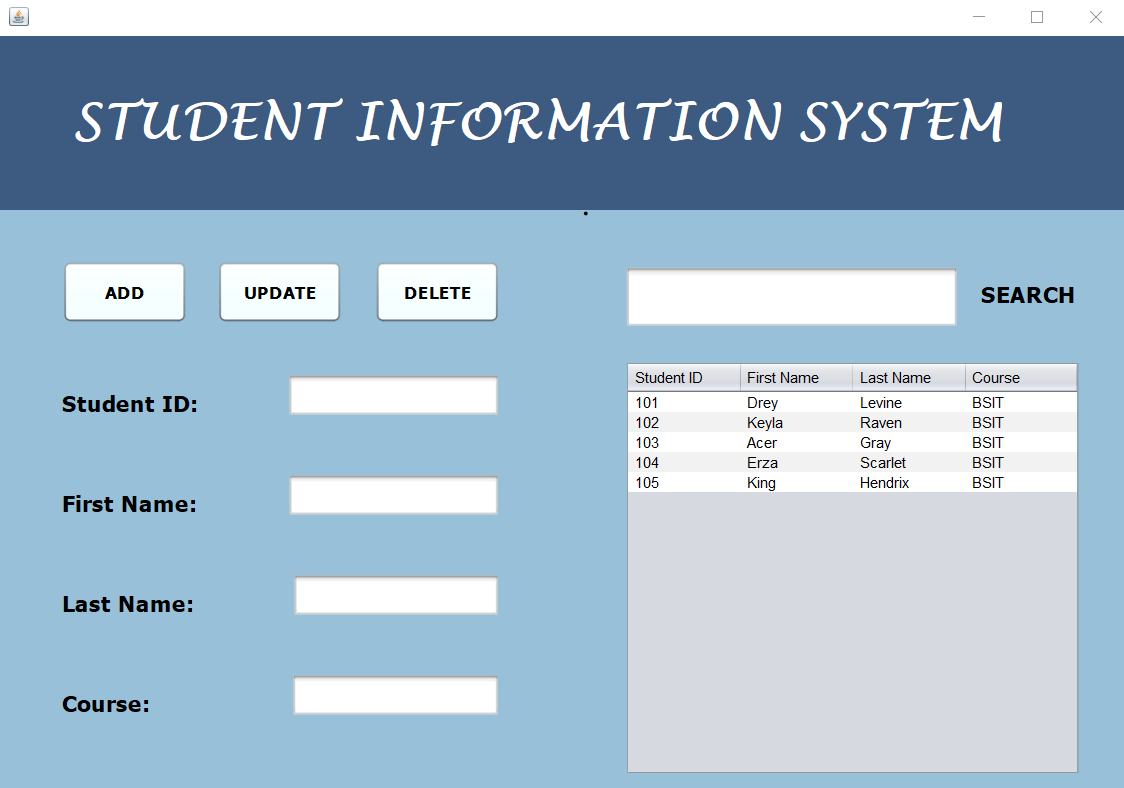 STUDENT INFORMATION SYSTEM
ADD UPDATE DELETE
SEARCH
Student ID:
First Name:
Last Name:
Course:
Student ID First Name Last Name Course
101 Drey Levine BSIT
102 Keyla Raven BSIT
103 Acer Gray BSIT
104 Erza Scarlet BSIT
105 King Hendrix BSIT